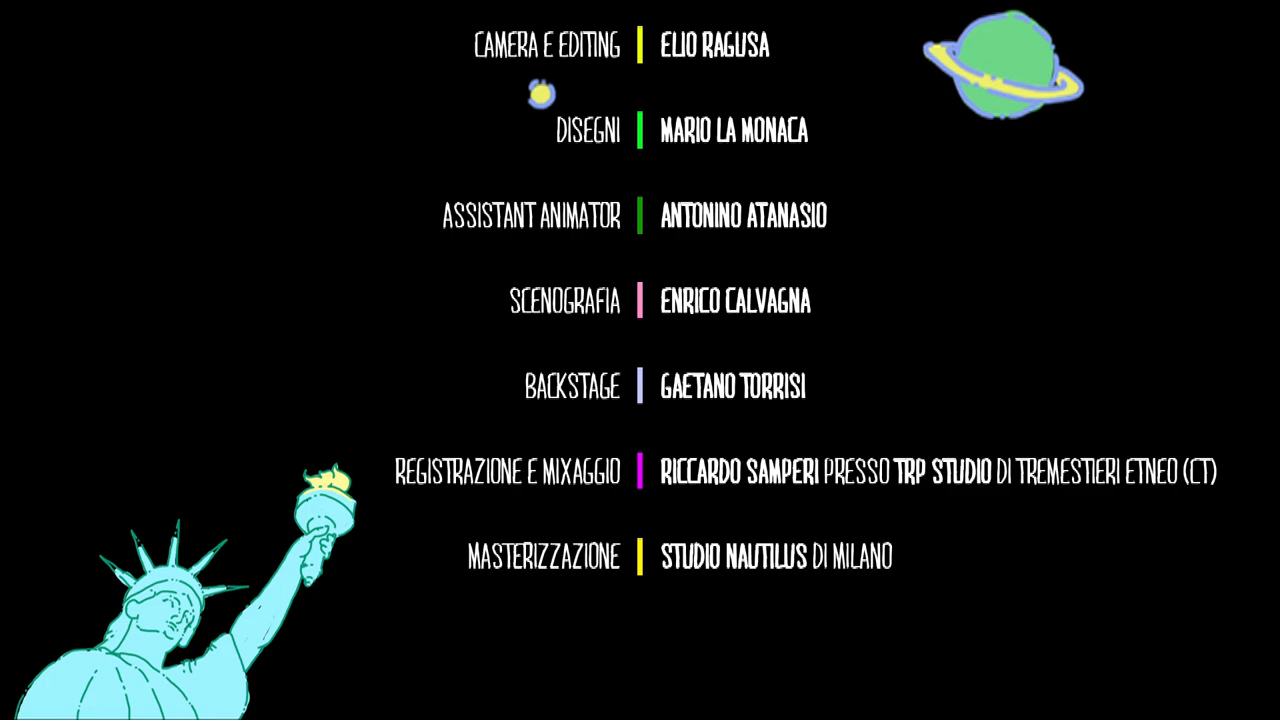 CAMERA E EDITING | ELIO RAGUSA
DISEGNI | MARIO LA MONACA
ASSISTANT ANIMATOR | ANTONINO ATANASIO
SCENOGRAFIA | ENRICO CALVAGNA
BACKSTAGE | GAETANO TORRISI
REGISTRAZIONE E MIXAGGIO | RICCARDO SAMPERI PRESSO TRP STUDIO DI TREMESTIERI ETNEO (CT)
MASTERIZZAZIONE | STUDIO NAUTILUS DI MILANO